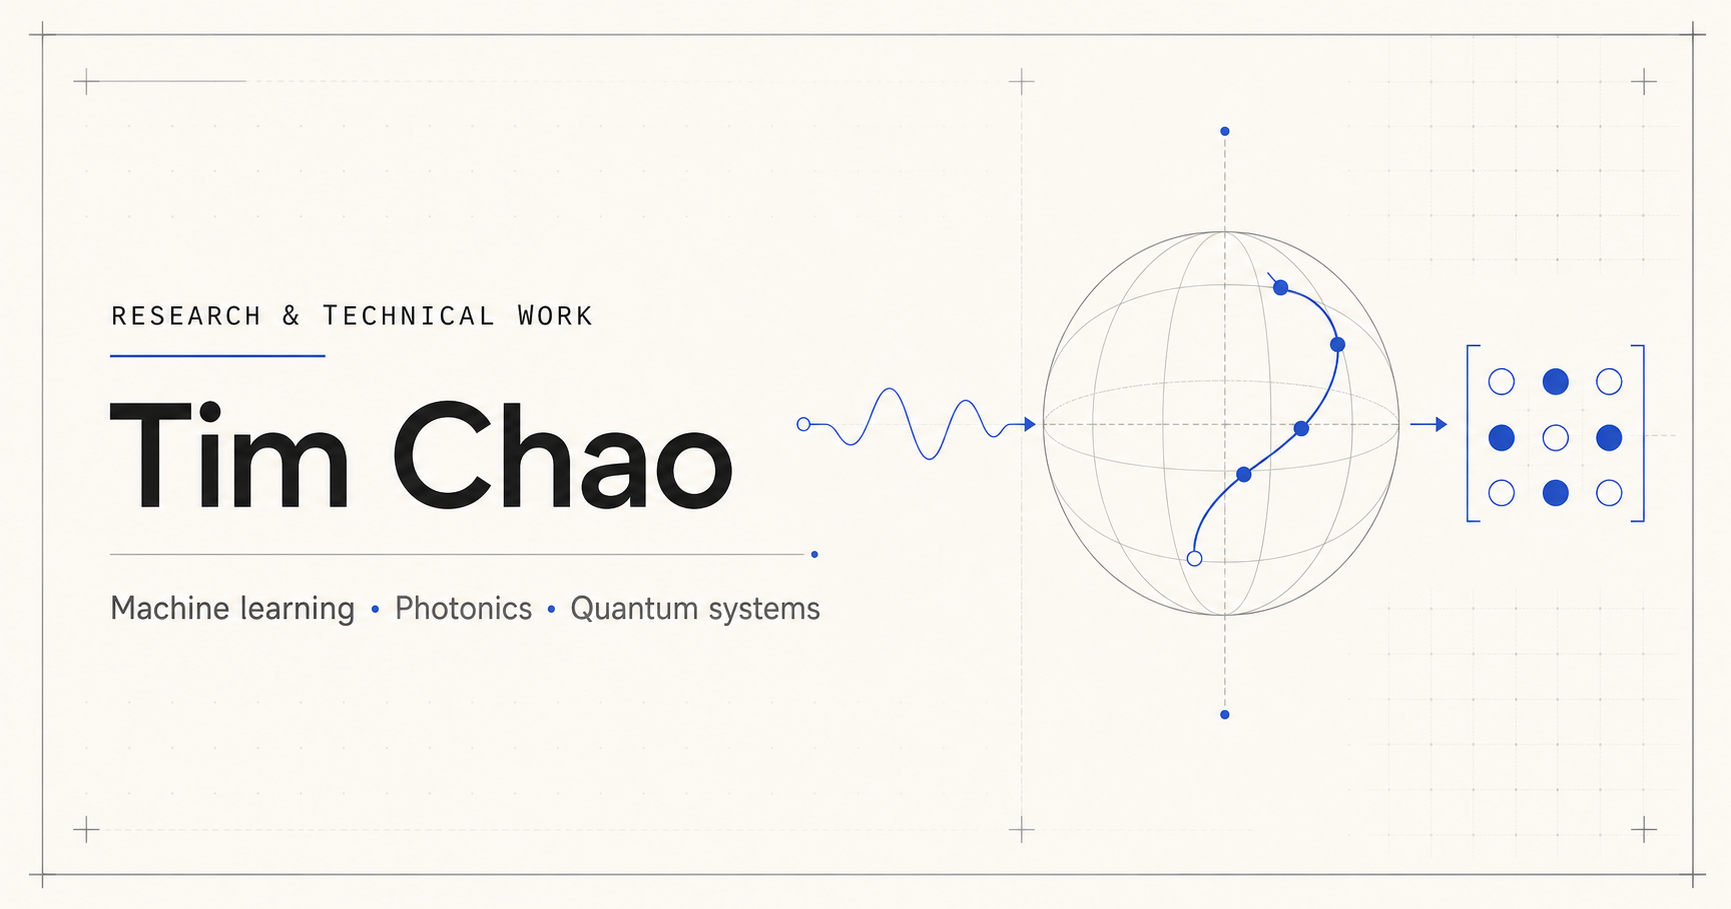 RESEARCH & TECHNICAL WORK
Tim Chao
Machine learning • Photonics • Quantum systems